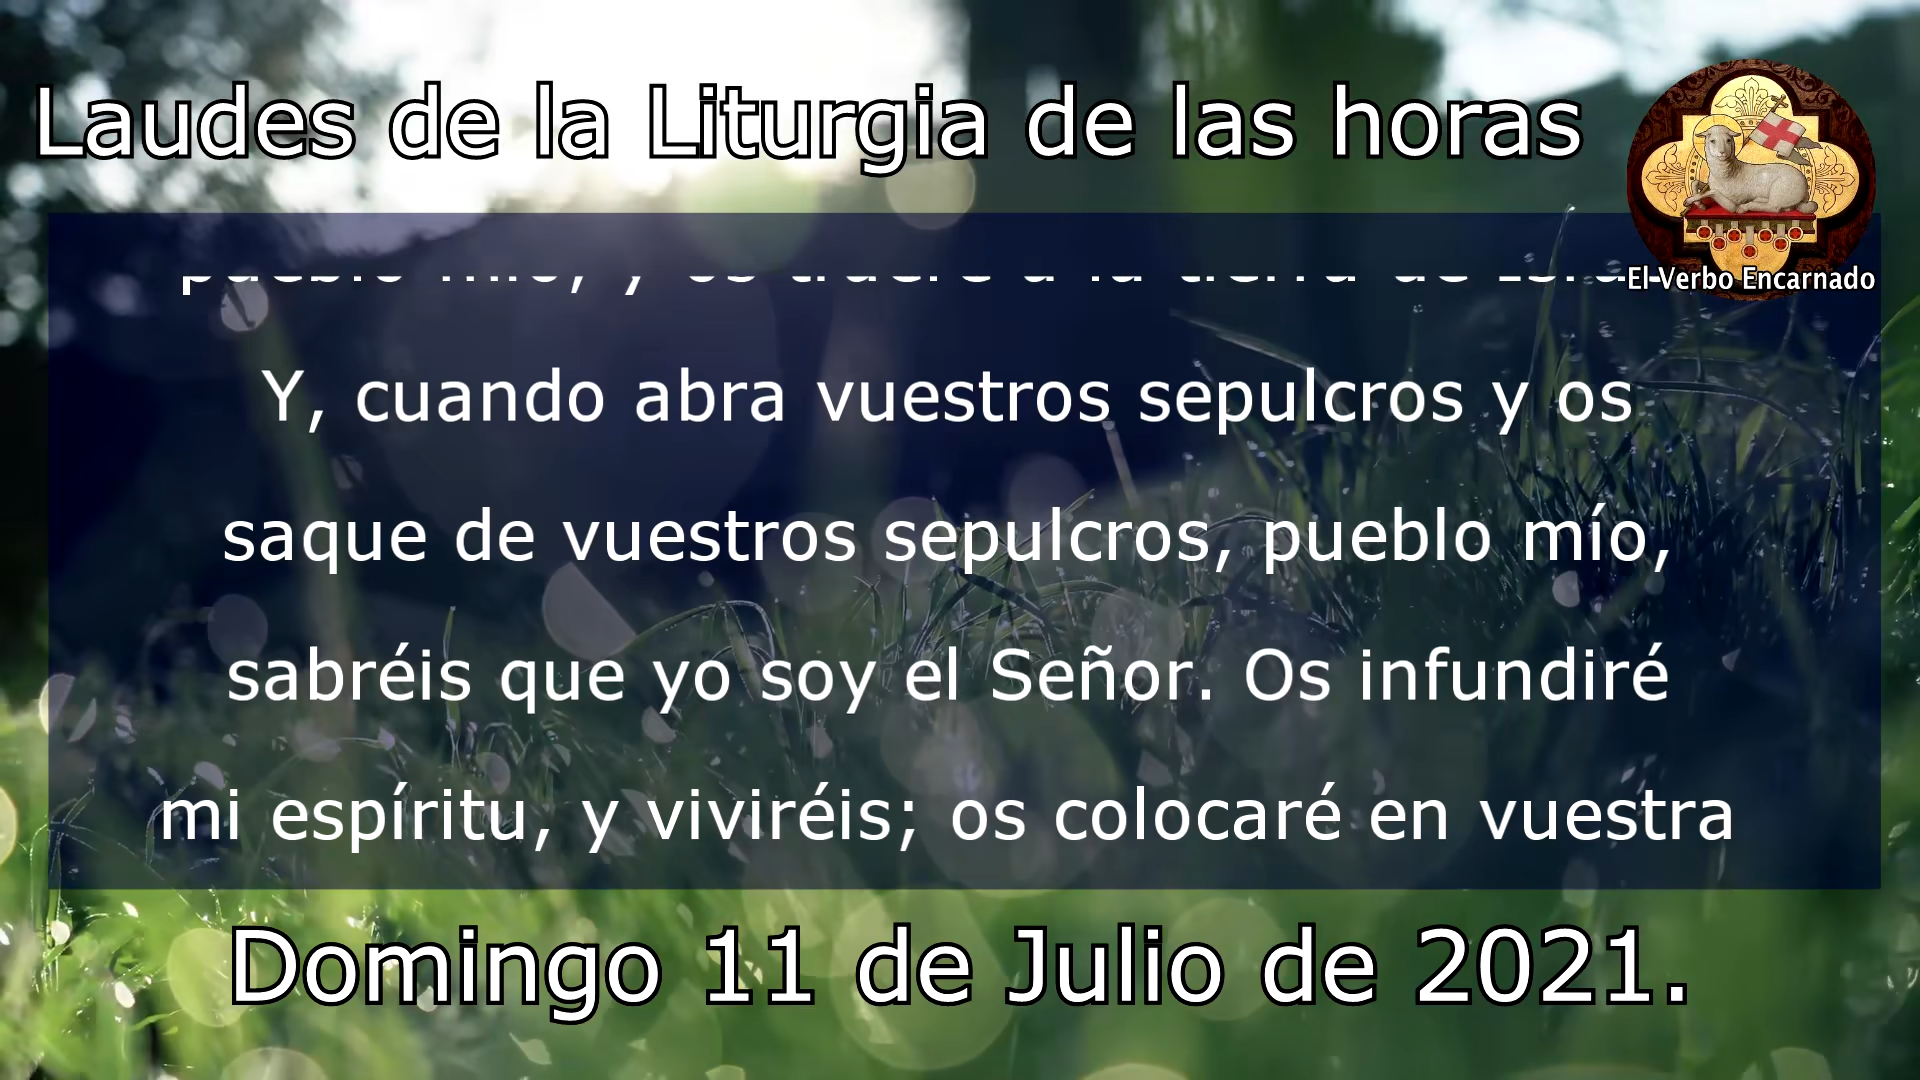 Laudes de la Liturgia de las horas
El Verbo Encarnado
Y, cuando abra vuestros sepulcros y os
saque de vuestros sepulcros, pueblo mío,
sabréis que yo soy el Señor. Os infundiré
mi espíritu, y viviréis; os colocaré en vuestra
Domingo 11 de Julio de 2021.